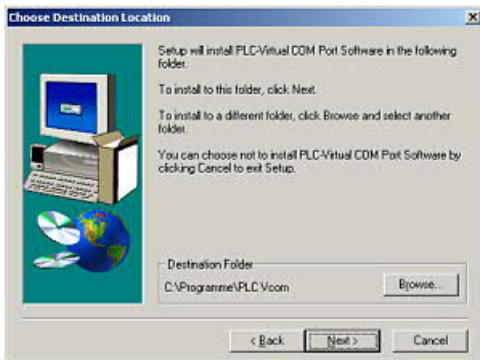 Choose Destination Location
Setup will install PLC-Virtual COM Port Software in the following
folder.
To install to this folder, click Next.
To install to a different folder, click Browse and select another
folder.
You can choose not to install PLC-Virtual COM Port Software by
clicking Cancel to exit Setup.
Destination Folder
C:\Programme\PLC Vcom
Browse...
< Back
Next >
Cancel